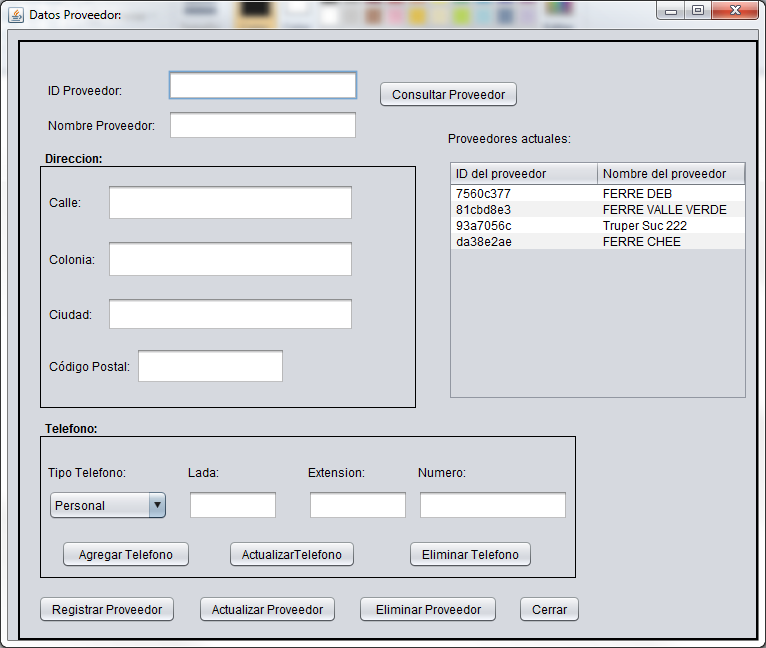 Datos Proveedor:
ID Proveedor:
Consultar Proveedor
Nombre Proveedor:
Proveedores actuales:
Direccion:
ID del proveedor Nombre del proveedor
7560c377 FERRE DEB
81cbd8e3 FERRE VALLE VERDE
93a7056c Truper Suc 222
da38e2ae FERRE CHEE
Calle:
Colonia:
Ciudad:
Código Postal:
Telefóno:
Tipo Telefono: Lada: Extension: Numero:
Personal
Agregar Telefono ActualizarTelefono Eliminar Telefono
Registrar Proveedor Actualizar Proveedor Eliminar Proveedor Cerrar